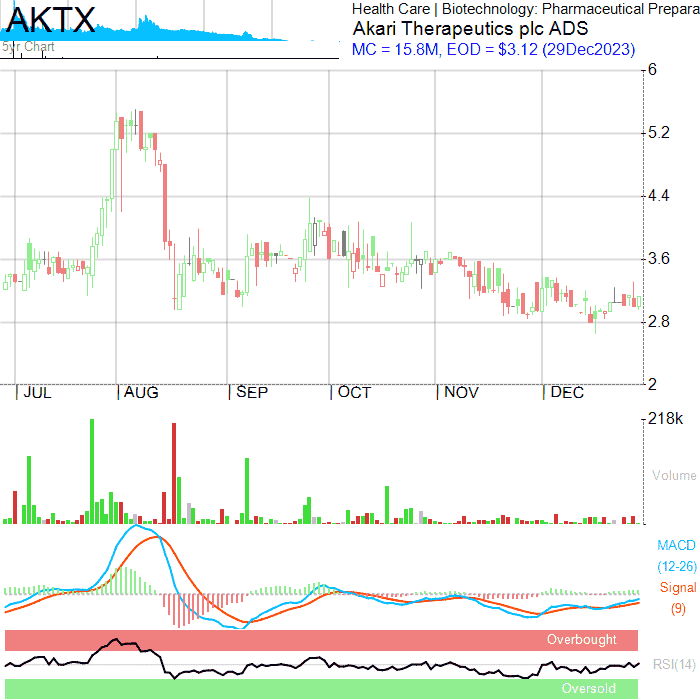 AKTX
5yr Chart
Health Care | Biotechnology: Pharmaceutical Prepara
Akari Therapeutics plc ADS
MC = 15.8M, EOD = $3.12 (29Dec2023)
6
5.2
4.4
3.6
2.8
2
JUL AUG SEP OCT NOV DEC
218k
Volume
MACD
(12-26)
Signal
(9)
Overbought
RSI(14)
Oversold